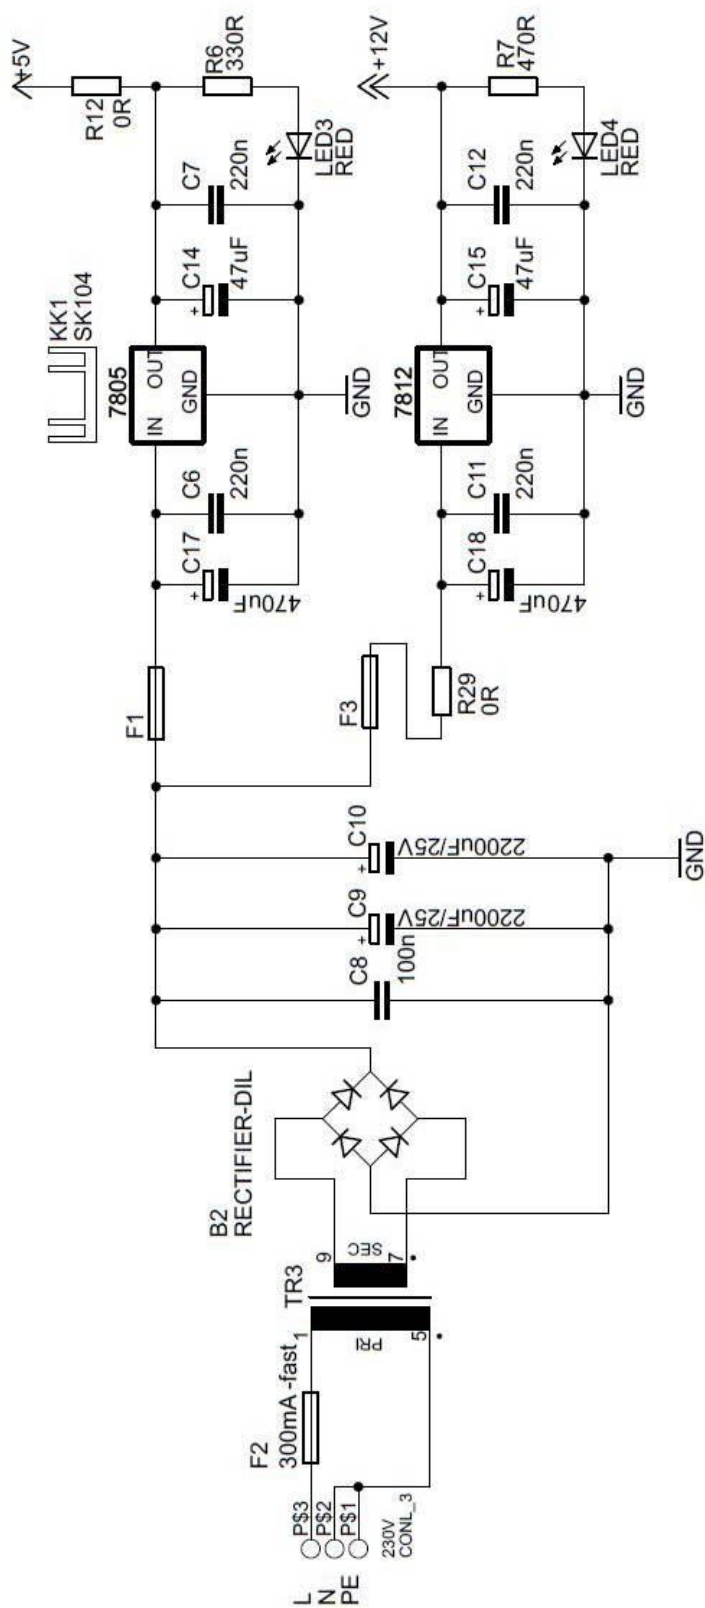 L
N
PE
P$3
P$2
P$1
230V
CONL_3
F2
300mA -fast
1
5
PRI
TR3
9
7
SEC
B2
RECTIFIER-DIL
C8
100n
C9
2200uF/25V
C10
2200uF/25V
GND
F1
F3
R29
0R
C17
470uF
C6
220n
KK1
SK104
7805
IN
OUT
GND
GND
C14
47uF
C7
220n
LED3
RED
R6
330R
R12
0R
+5V
C18
470uF
C11
220n
7812
IN
OUT
GND
GND
C15
47uF
C12
220n
LED4
RED
R7
470R
+12V
+
+
+
+
+
+